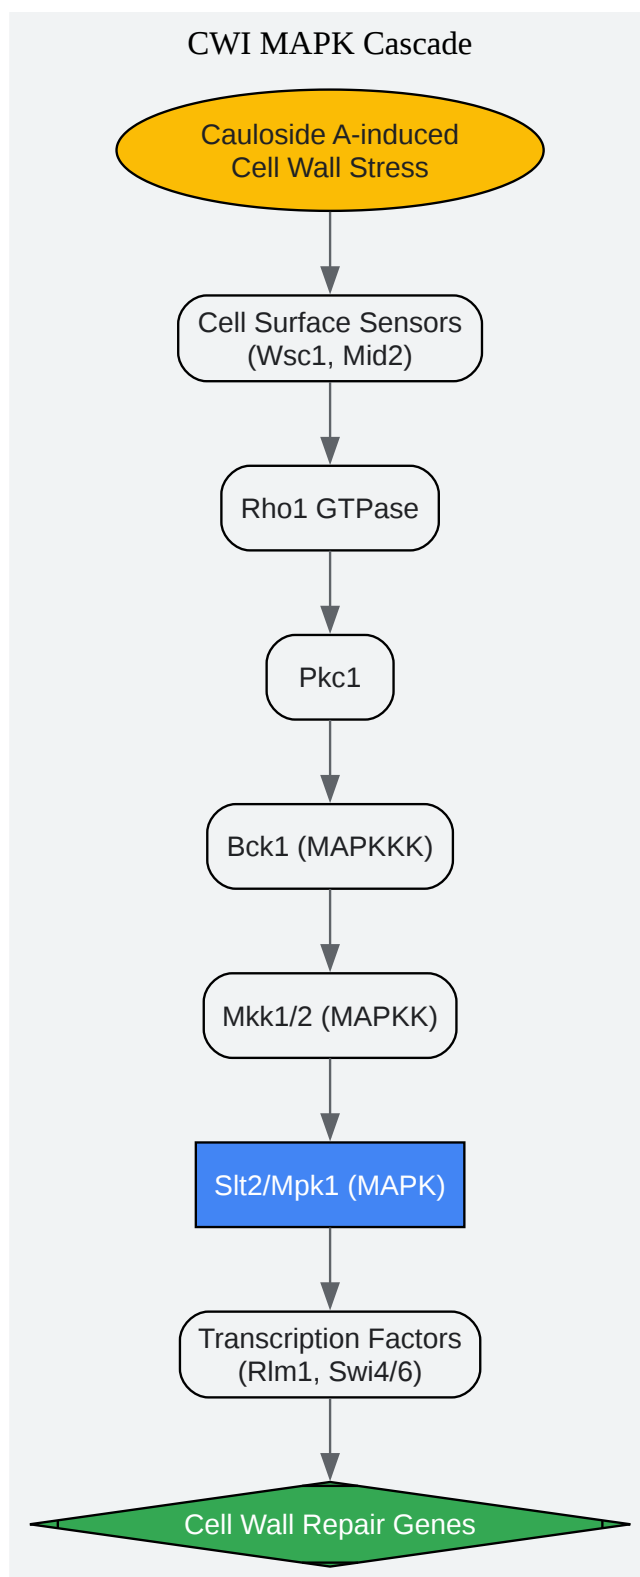 CWI MAPK Cascade
Cauloside A-induced
Cell Wall Stress
Cell Surface Sensors
(Wsc1, Mid2)
Rho1 GTPase
Pkc1
Bck1 (MAPKKK)
Mkk1/2 (MAPKK)
Slt2/Mpk1 (MAPK)
Transcription Factors
(Rlm1, Swi4/6)
Cell Wall Repair Genes